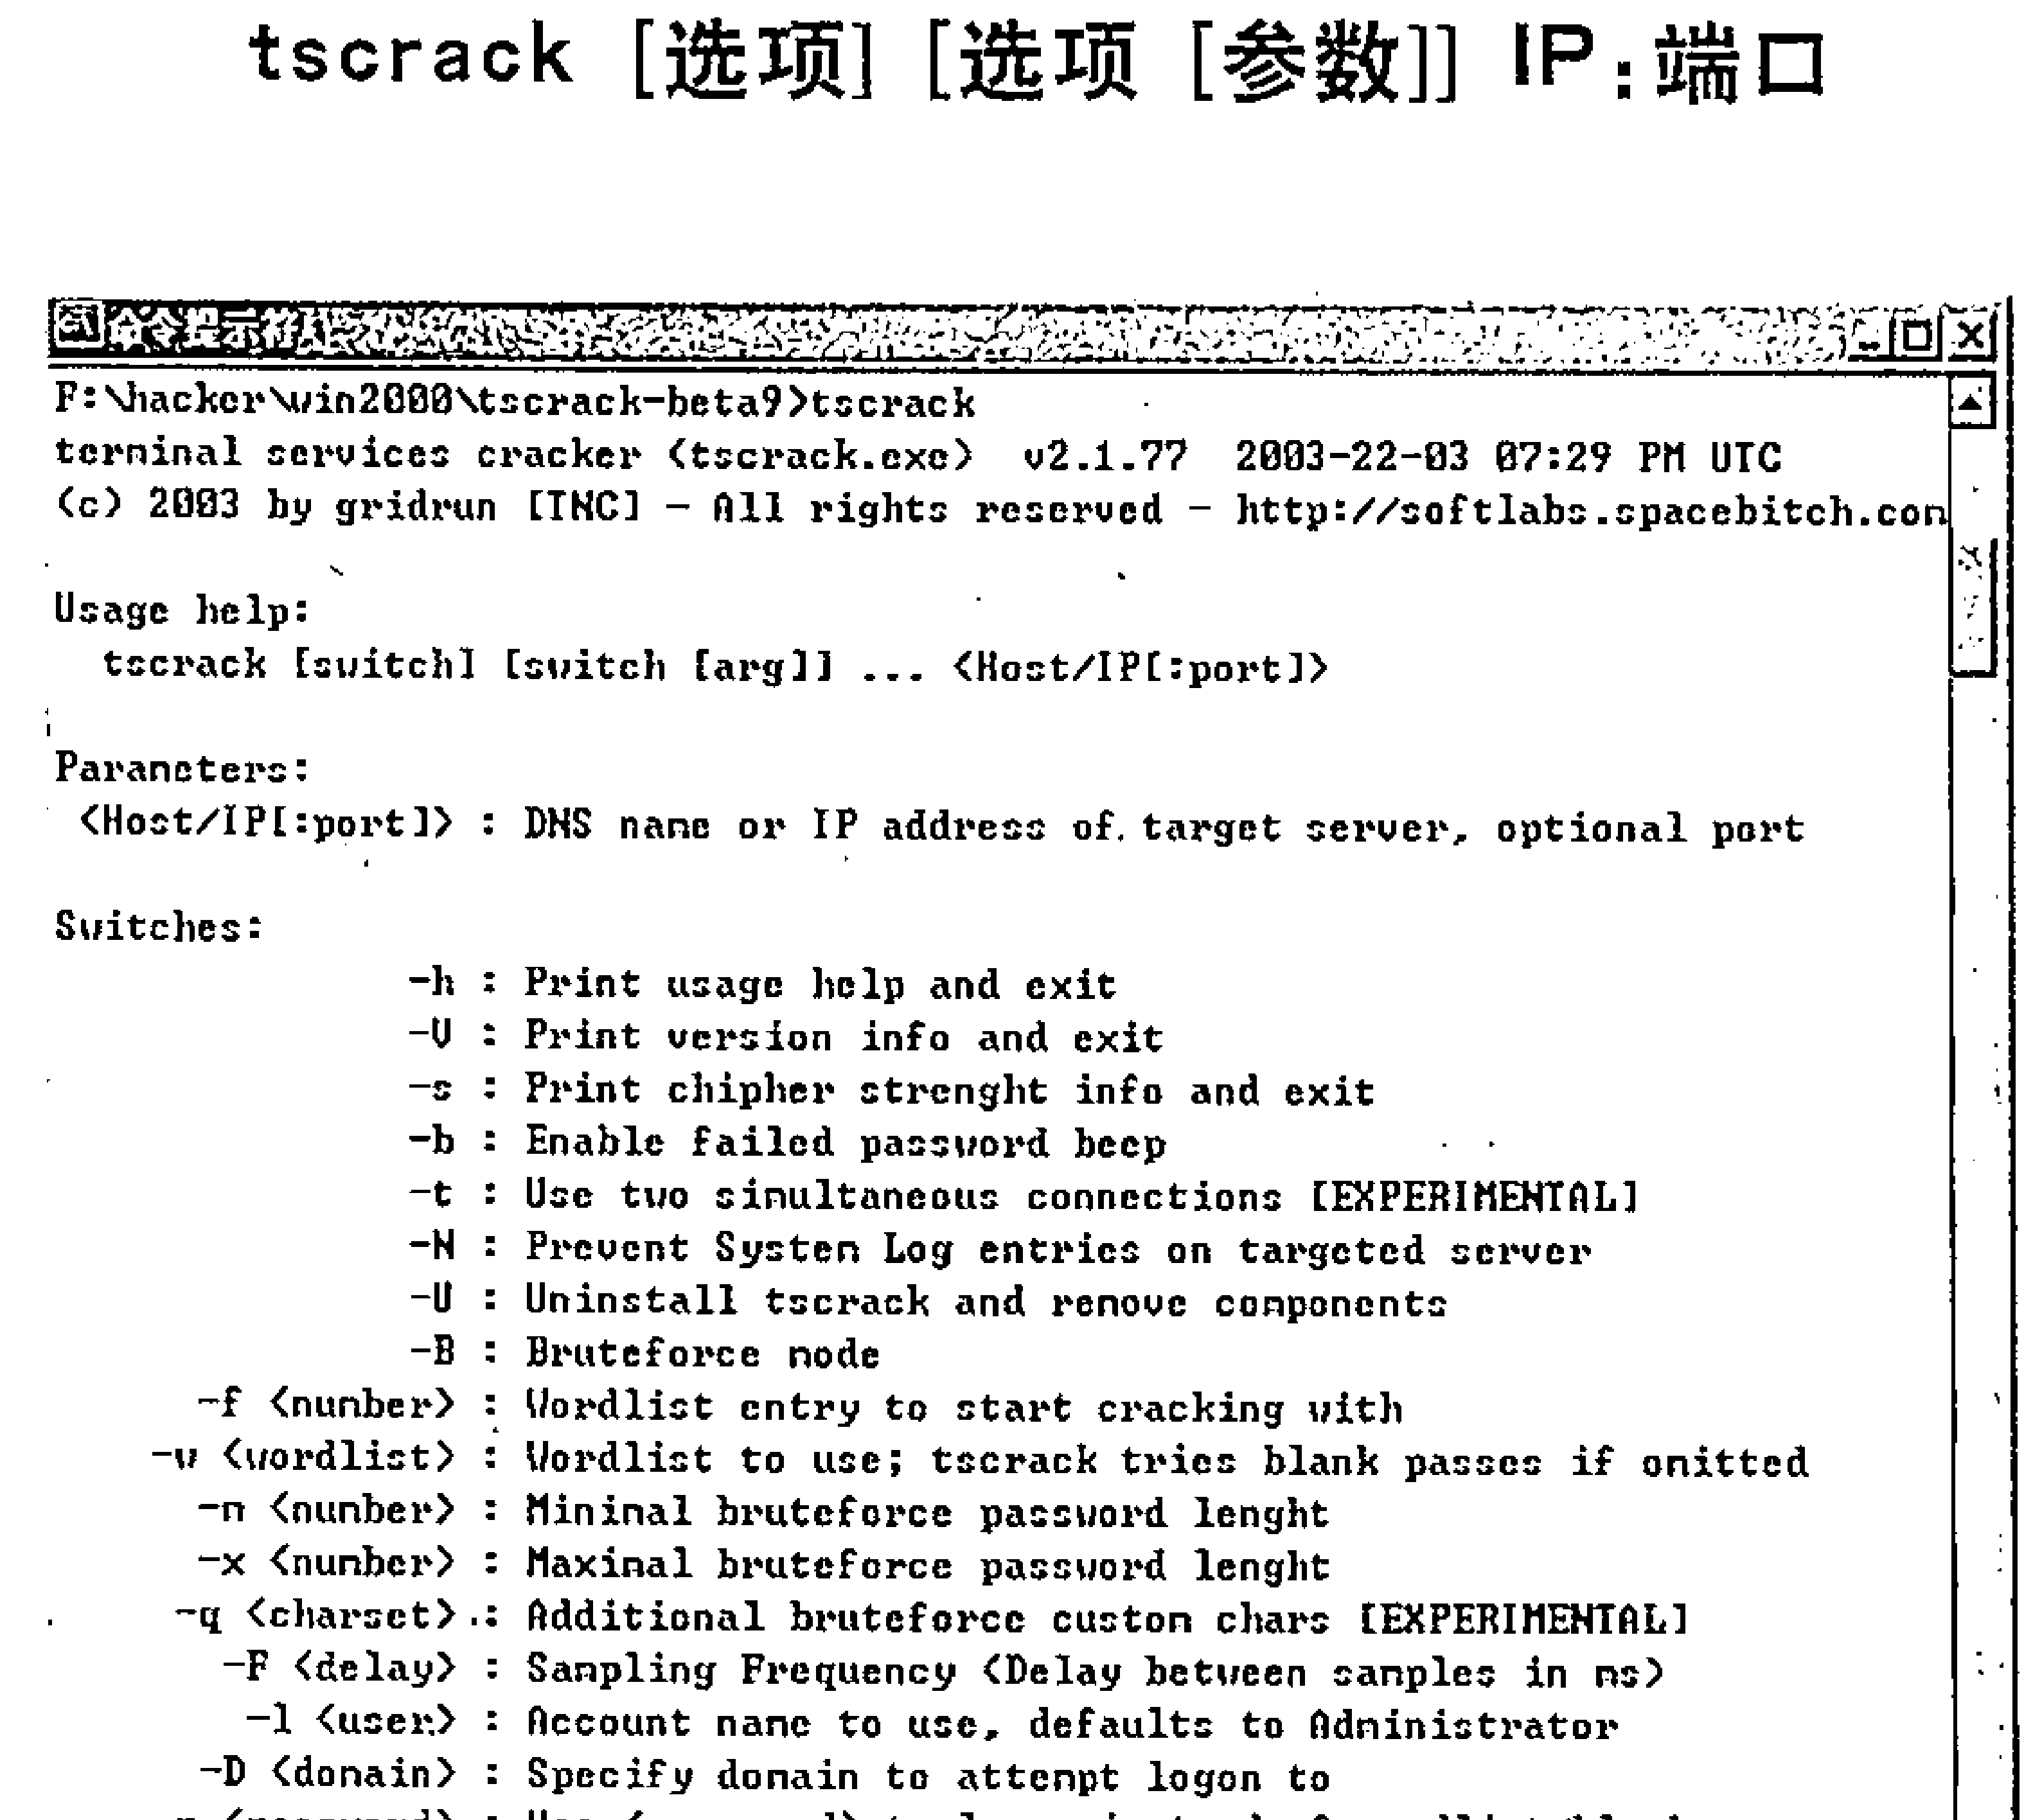 tscrack [选项] [选项 [参数]] IP:端口
命令提示符
F:\hacker\win2000\tscrack-beta9>tscrack
terminal services cracker (tscrack.exe) v2.1.77 2003-22-03 07:29 PM UTC
(c) 2003 by gridrun [TNC] - All rights reserved - http://softlabs.spacebitch.com
Usage help:
tscrack [switch] [switch [arg]] ... <Host/IP[:port]>
Parameters:
<Host/IP[:port]> : DNS name or IP address of target server, optional port
Switches:
-h : Print usage help and exit
-V : Print version info and exit
-s : Print chipher strenght info and exit
-b : Enable failed password beep
-t : Use two simultaneous connections [EXPERIMENTAL]
-N : Prevent System Log entries on targeted server
-U : Uninstall tscrack and remove components
-B : Bruteforce mode
-f <number> : Wordlist entry to start cracking with
-w <wordlist> : Wordlist to use; tscrack tries blank passes if omitted
-m <number> : Minimal bruteforce password lenght
-x <number> : Maximal bruteforce password lenght
-q <charset> : Additional bruteforce custom chars [EXPERIMENTAL]
-F <delay> : Sampling Frequency (Delay between samples in ms)
-l <user> : Account name to use, defaults to Administrator
-D <domain> : Specify domain to attempt logon to